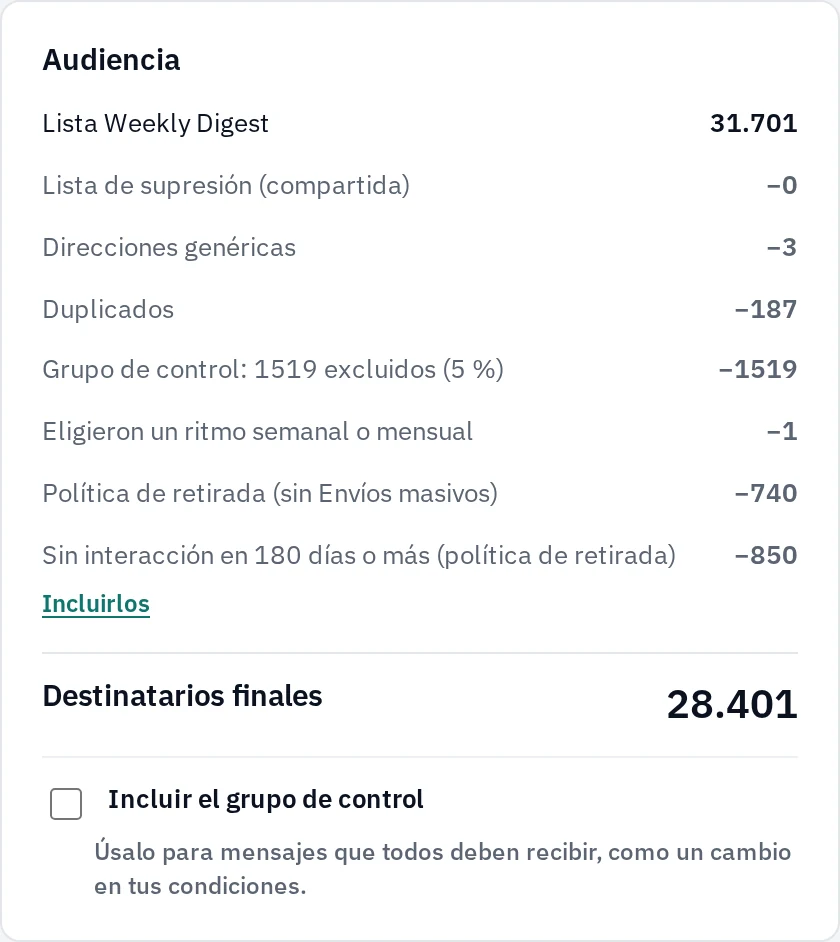 Audiencia
Lista Weekly Digest 31.701
Lista de supresión (compartida) −0
Direcciones genéricas −3
Duplicados −187
Grupo de control: 1519 excluidos (5 %) −1519
Eligieron un ritmo semanal o mensual −1
Política de retirada (sin Envíos masivos) −740
Sin interacción en 180 días o más (política de retirada) −850
Incluirlos
Destinatarios finales 28.401
Incluir el grupo de control
Úsalo para mensajes que todos deben recibir, como un cambio
en tus condiciones.